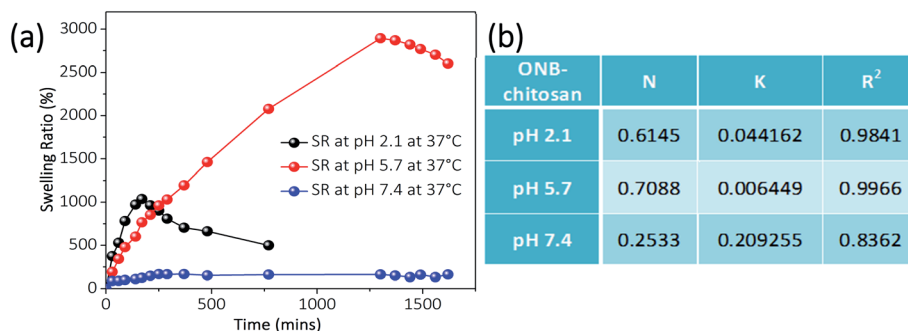 (a)
3000
2500
2000
1500
1000
500
0
0
500
1000
1500
Swelling Ratio (%)
Time (mins)
SR at pH 2.1 at 37°C
SR at pH 5.7 at 37°C
SR at pH 7.4 at 37°C
(b)
ONB-
chitosan N K R²
pH 2.1 0.6145 0.044162 0.9841
pH 5.7 0.7088 0.006449 0.9966
pH 7.4 0.2533 0.209255 0.8362